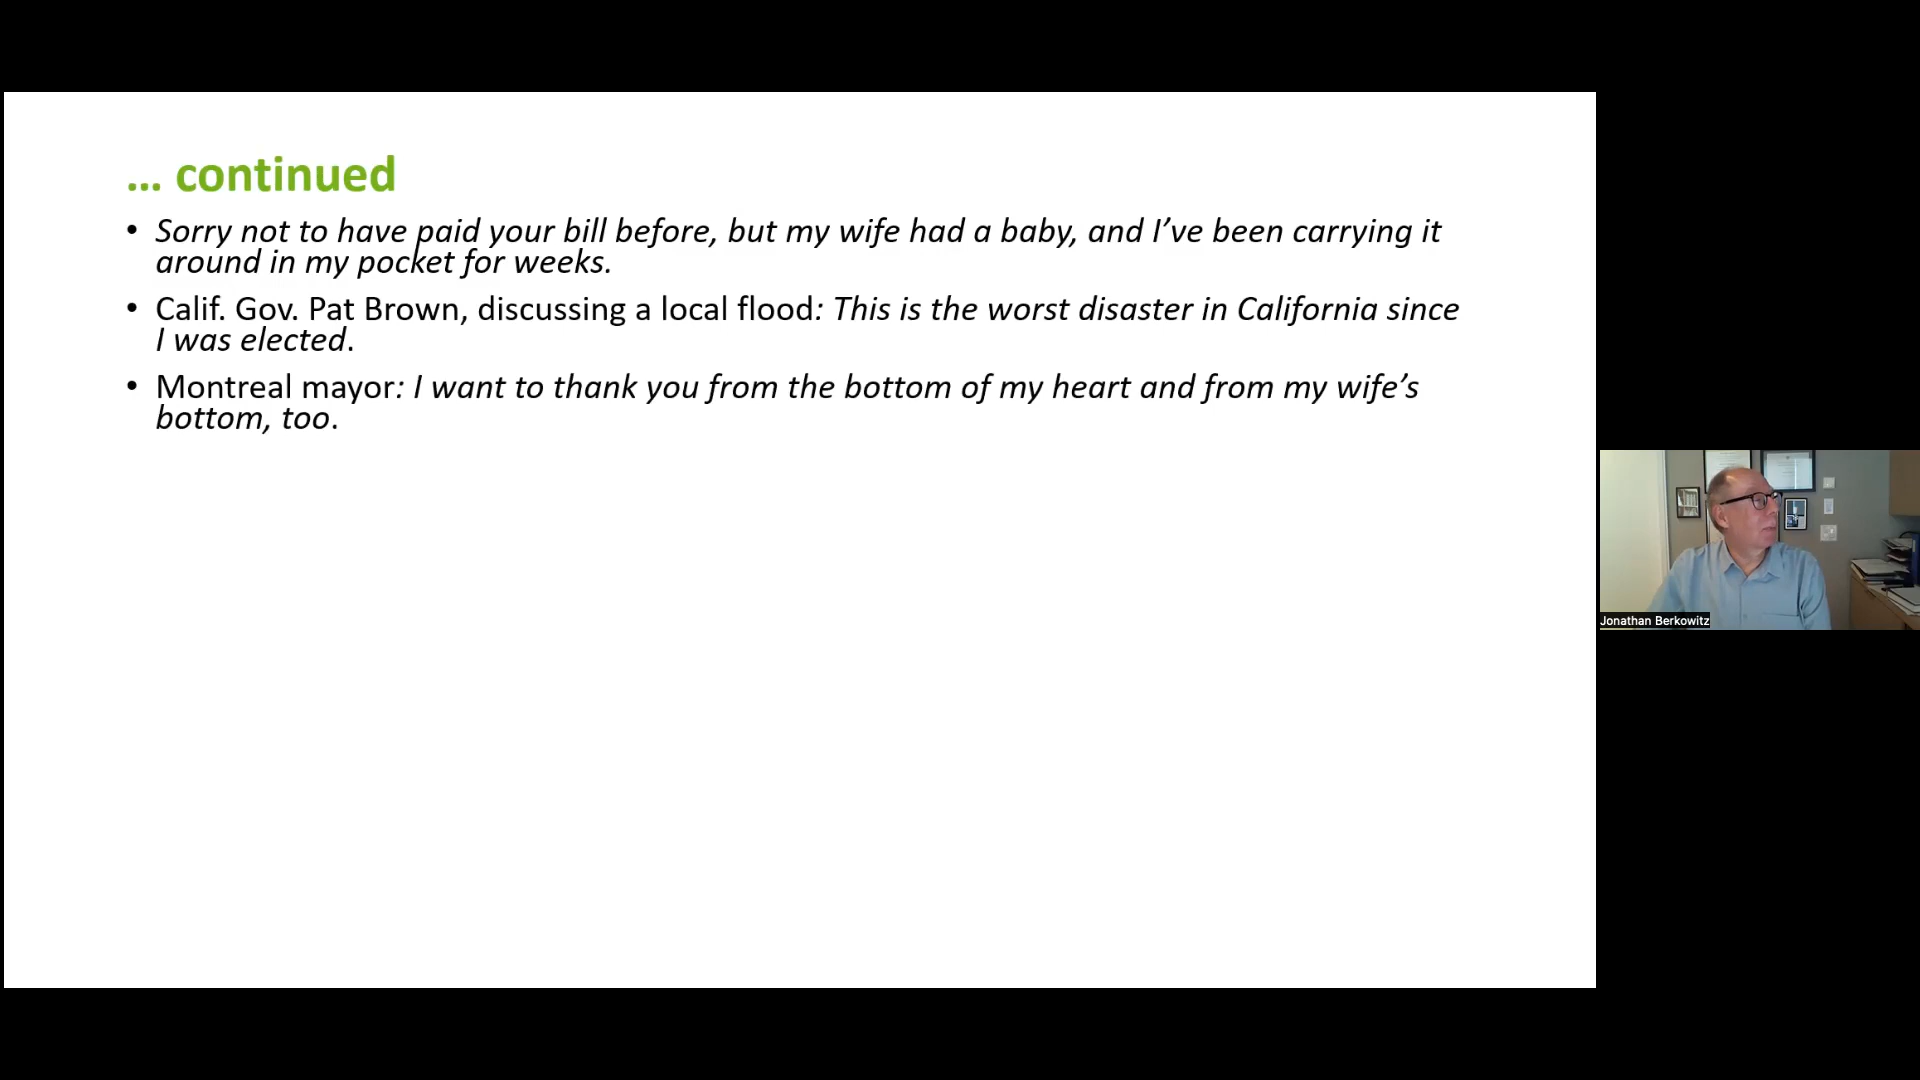 ... continued
• Sorry not to have paid your bill before, but my wife had a baby, and I’ve been carrying it
around in my pocket for weeks.
• Calif. Gov. Pat Brown, discussing a local flood: This is the worst disaster in California since
I was elected.
• Montreal mayor: I want to thank you from the bottom of my heart and from my wife’s
bottom, too.
Jonathan Berkowitz